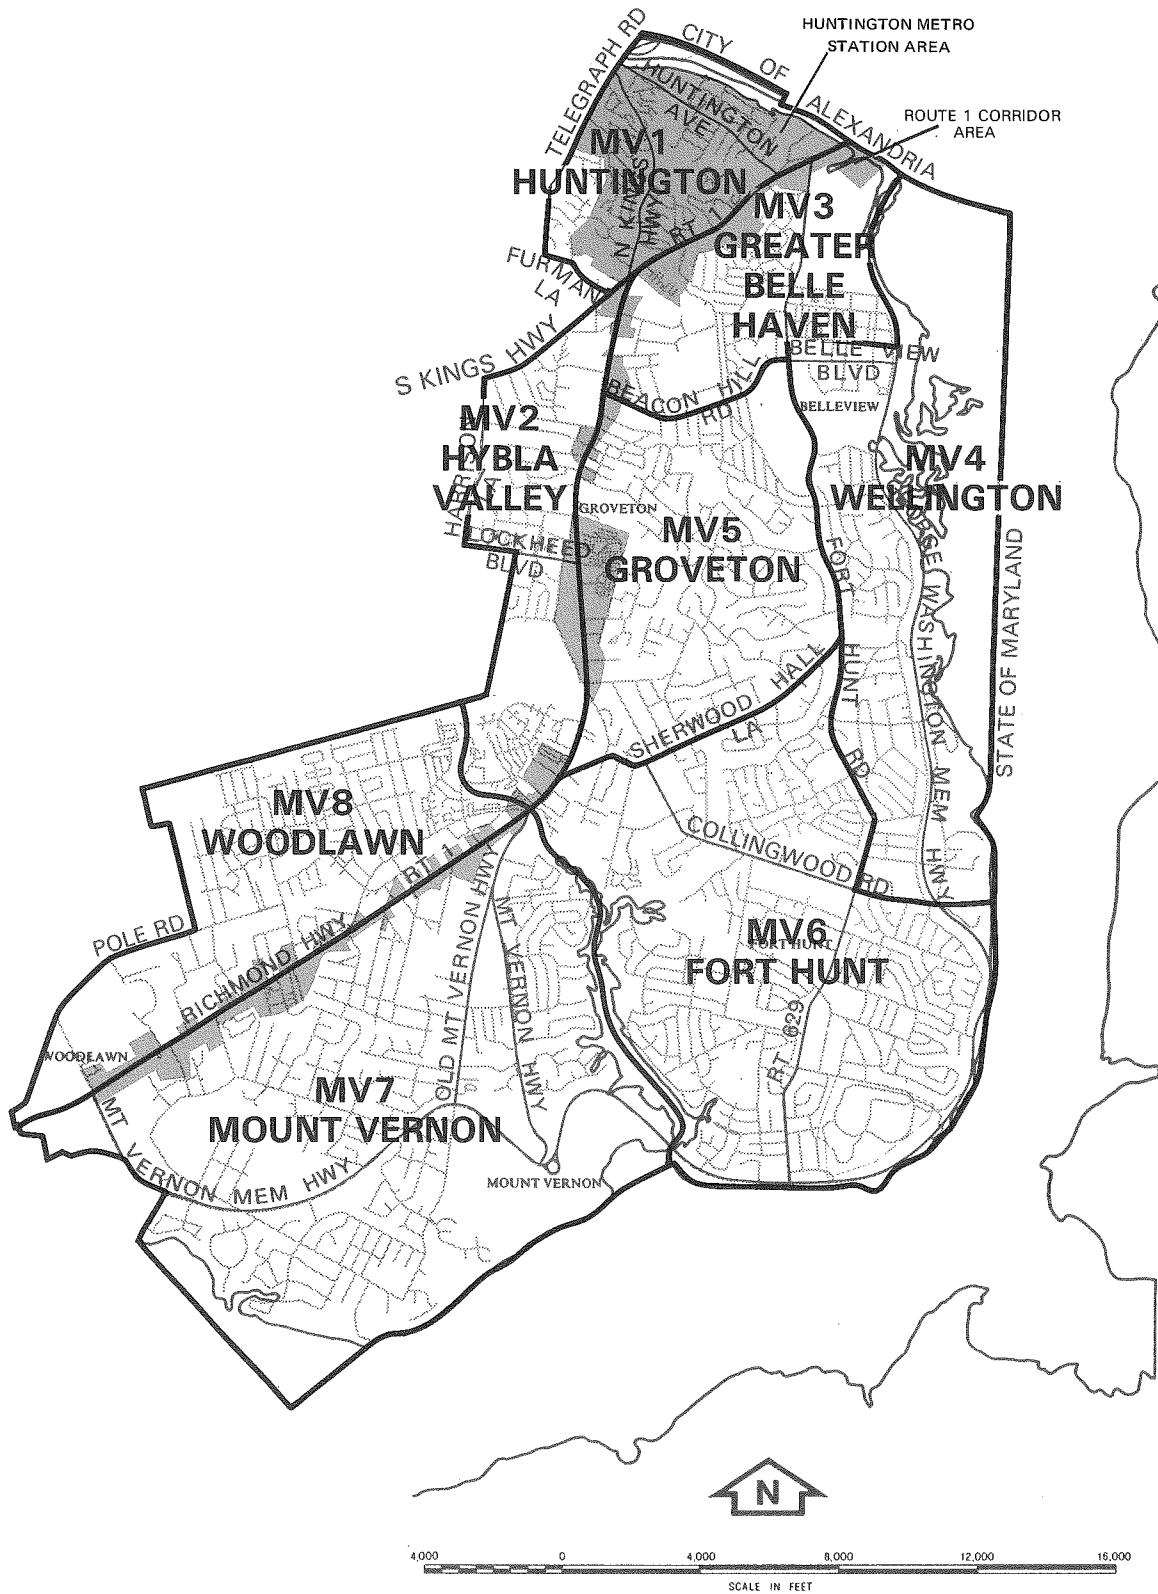 HUNTINGTON METRO
STATION AREA
ROUTE 1 CORRIDOR
AREA
TELEGRAPH RD
CITY OF ALEXANDRIA
HUNTINGTON
AVE
MV1
HUNTINGTON
N KINGS
HWY
RT 1
MV3
GREATER
BELLE
HAVEN
FURMAN
LA
S KINGS HWY
BELLE VIEW
BLVD
BEACON HILL
RD
BELLEVIEW
MV2
HYBLA
VALLEY
HARRISON
LA
MV4
WELLINGTON
GROVETON
MV5
GROVETON
LOCKHEED
BLVD
FORT HUNT RD
GEORGE WASHINGTON MEM HWY
STATE OF MARYLAND
SHERWOOD HALL
LA
MV8
WOODLAWN
COLLINGWOOD RD
RT 1
RICHMOND HWY
POLE RD
OLD MT VERNON HWY
MT VERNON HWY
MV6
FORT HUNT
FORT HUNT
RT 629
WOODLAWN
MV7
MOUNT VERNON
MT VERNON MEM HWY
MOUNT VERNON
N
4,000 0 4,000 8,000 12,000 16,000
SCALE IN FEET